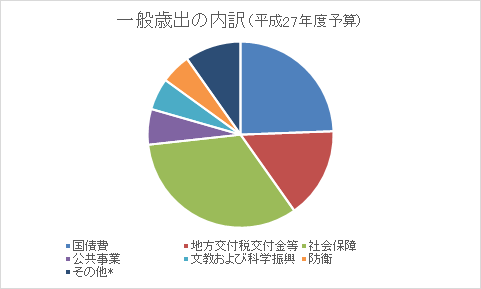 一般歳出の内訳(平成27年度予算)
国債費 地方交付税交付金等 社会保障
公共事業 文教および科学振興 防衛
その他*